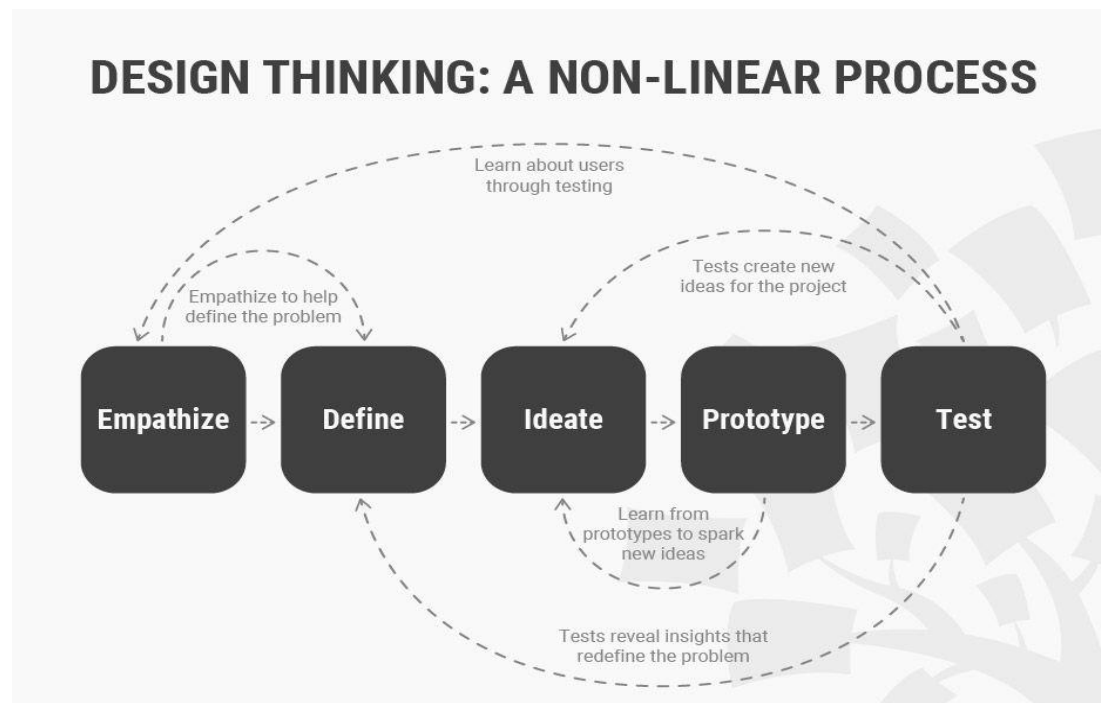 DESIGN THINKING: A NON-LINEAR PROCESS
Learn about users
through testing
Tests create new
ideas for the project
Empathize to help
define the problem
Empathize
Define
Ideate
Prototype
Test
Learn from
prototypes to spark
new ideas
Tests reveal insights that
redefine the problem